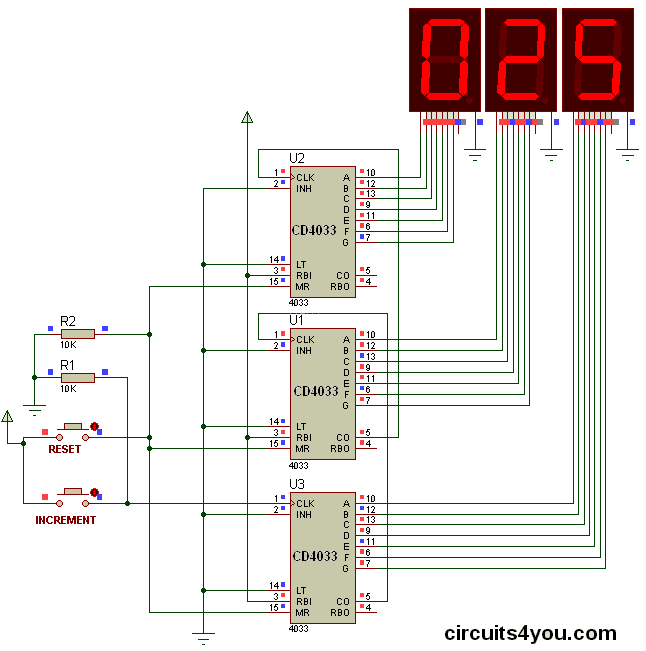 025
U2
1 CLK A 10
2 INH B 12
C 13
CD4033 D 9
E 11
F 6
G 7
14 LT
3 RBI CO 5
15 MR RBO 4
4033
U1
1 CLK A 10
2 INH B 12
C 13
CD4033 D 9
E 11
F 6
G 7
14 LT
3 RBI CO 5
15 MR RBO 4
4033
R2
10K
R1
10K
RESET
INCREMENT
U3
1 CLK A 10
2 INH B 12
C 13
CD4033 D 9
E 11
F 6
G 7
14 LT
3 RBI CO 5
15 MR RBO 4
4033
circuits4you.com